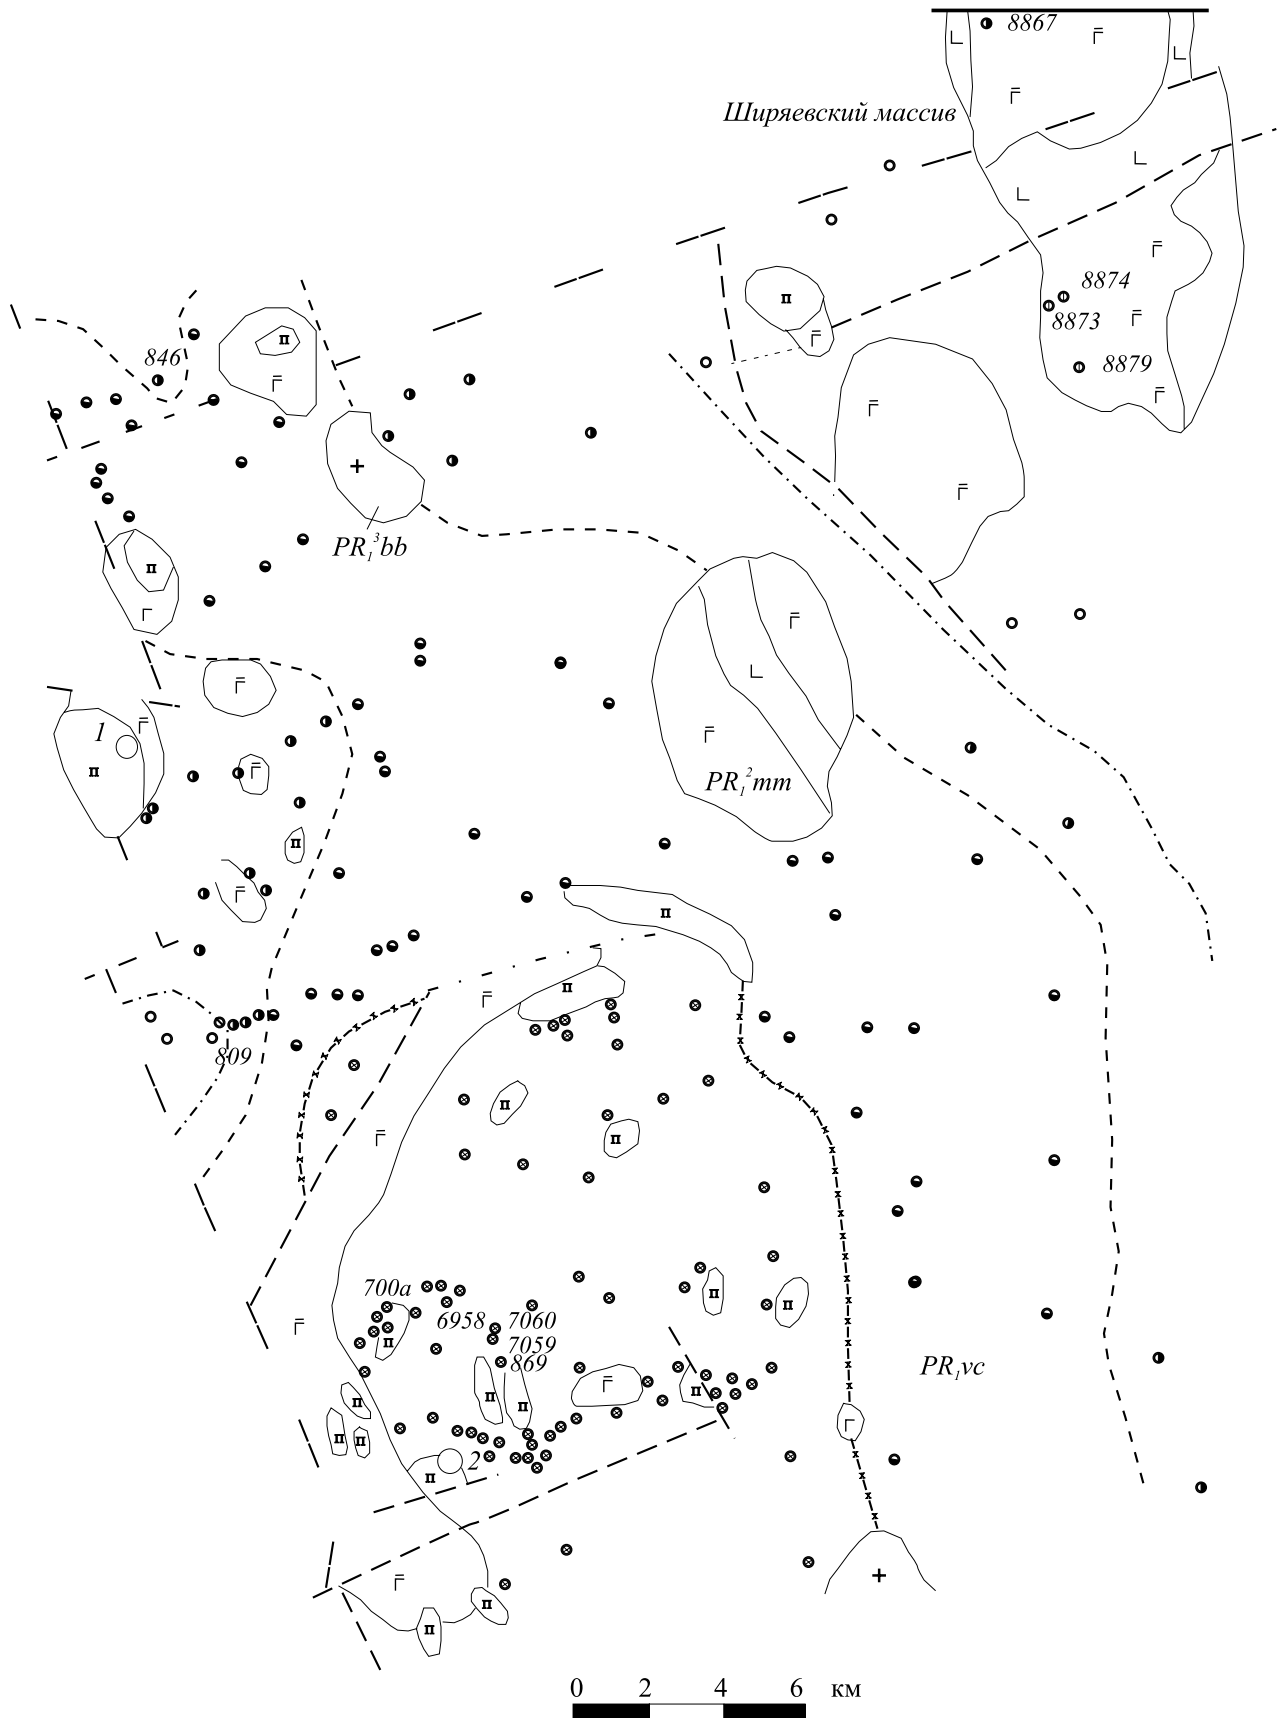 8867
Г̄
L
L
Г̄
Ширяевский массив
L
L
Г̄
8874
п
8873
Г̄
846
п
Г̄
Г̄
8879
Г̄
Г̄
+
Г̄
PR₁³bb
п
Г
Г̄
L
Г̄
1
Г̄
Г̄
п
Г̄
PR₁²mm
п
Г̄
п
п
Г̄
809
п
Г̄
п
700а
п
п
6958
7060
Г̄
п
7059
869
PR₁vc
п
п
Г̄
п
п
п
Г
п
п
2
п
Г̄
+
п
п
0 2 4 6 км